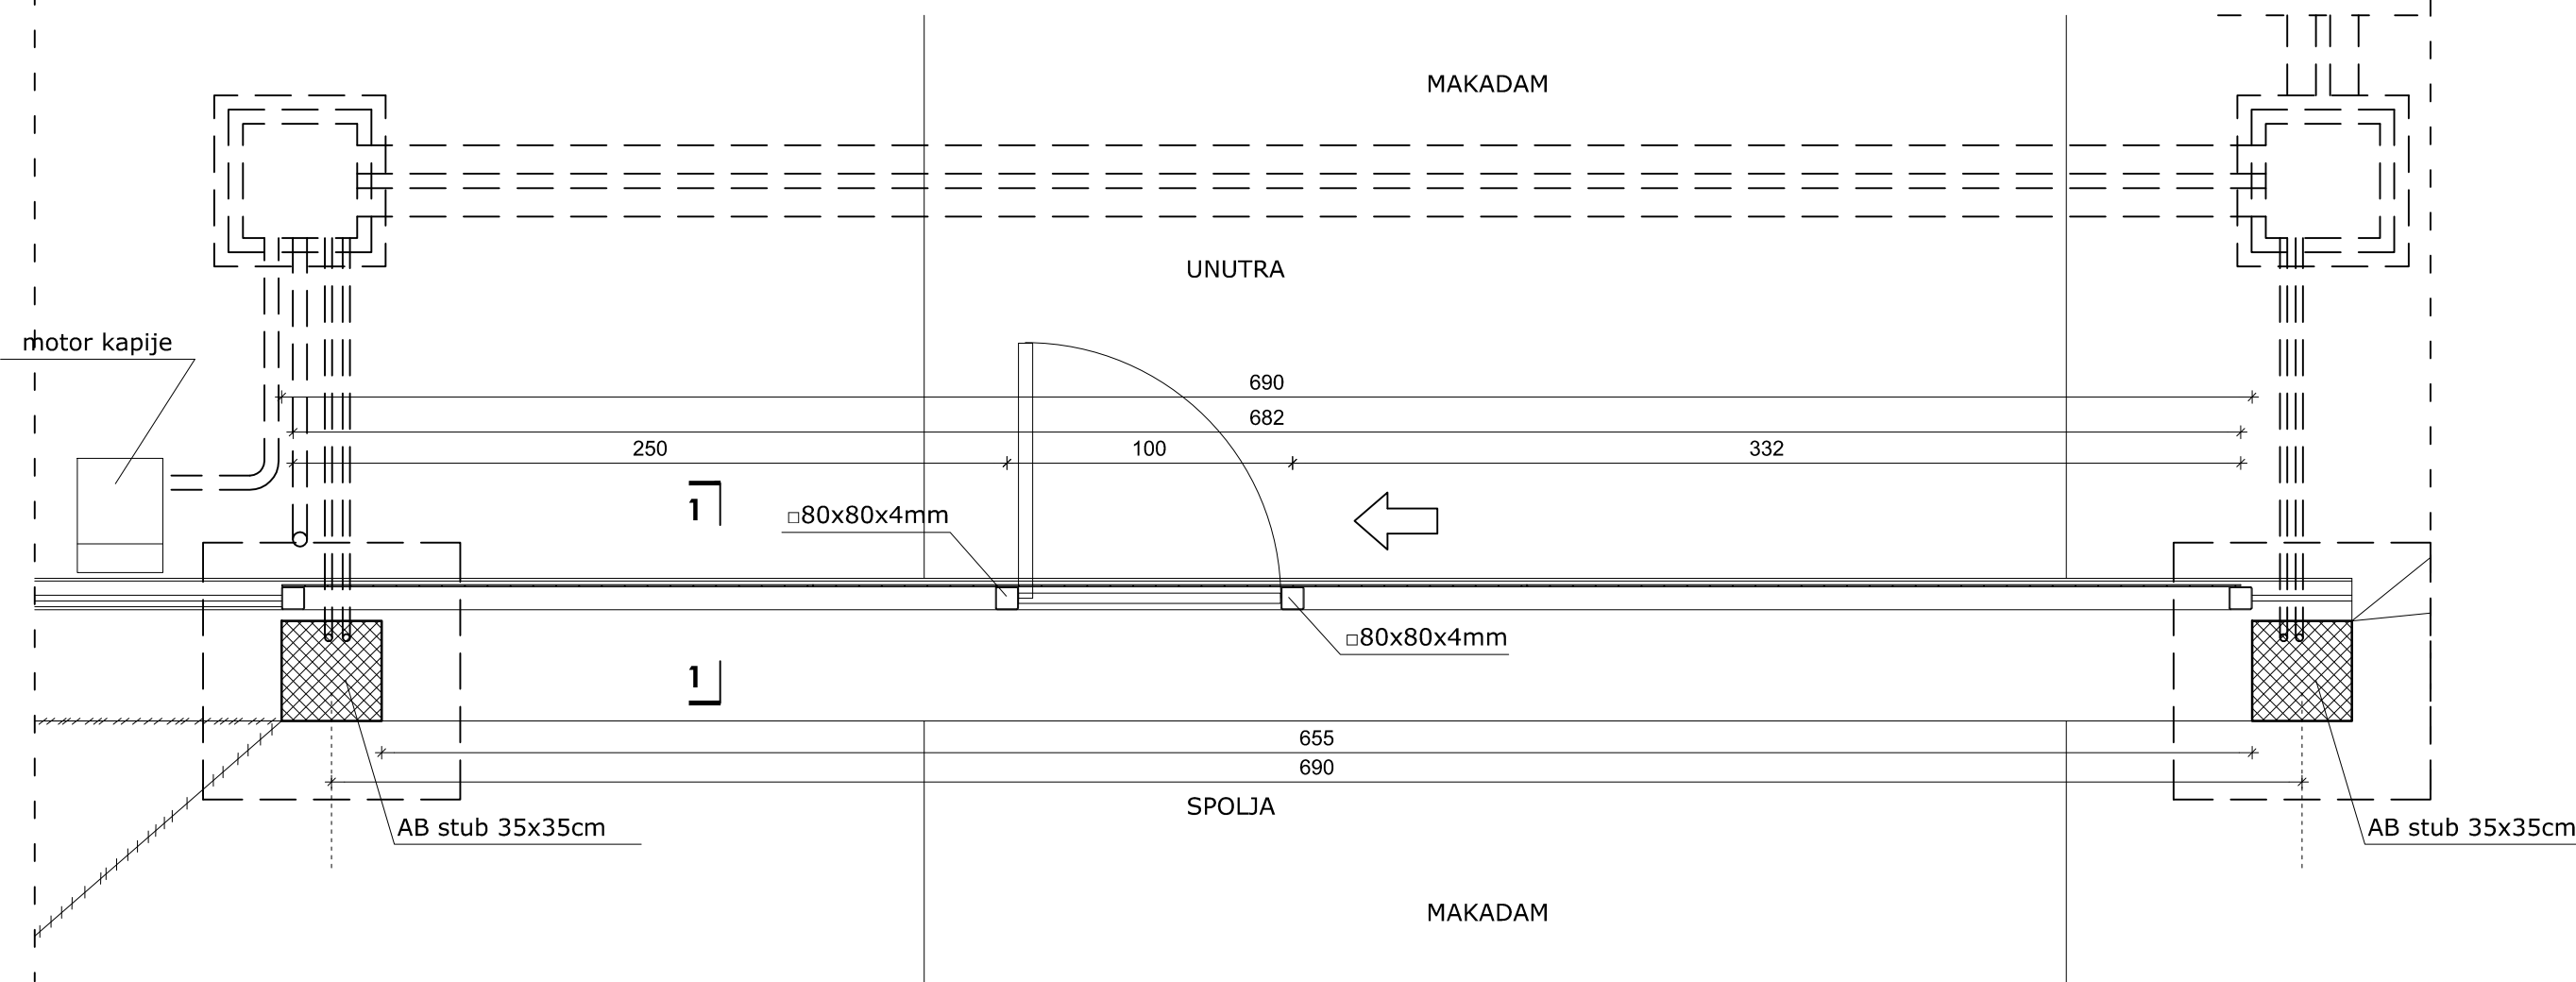 MAKADAM
UNUTRA
motor kapije
690
682
250
100
332
1
□80x80x4mm
□80x80x4mm
1
655
690
SPOLJA
AB stub 35x35cm
AB stub 35x35cm
MAKADAM